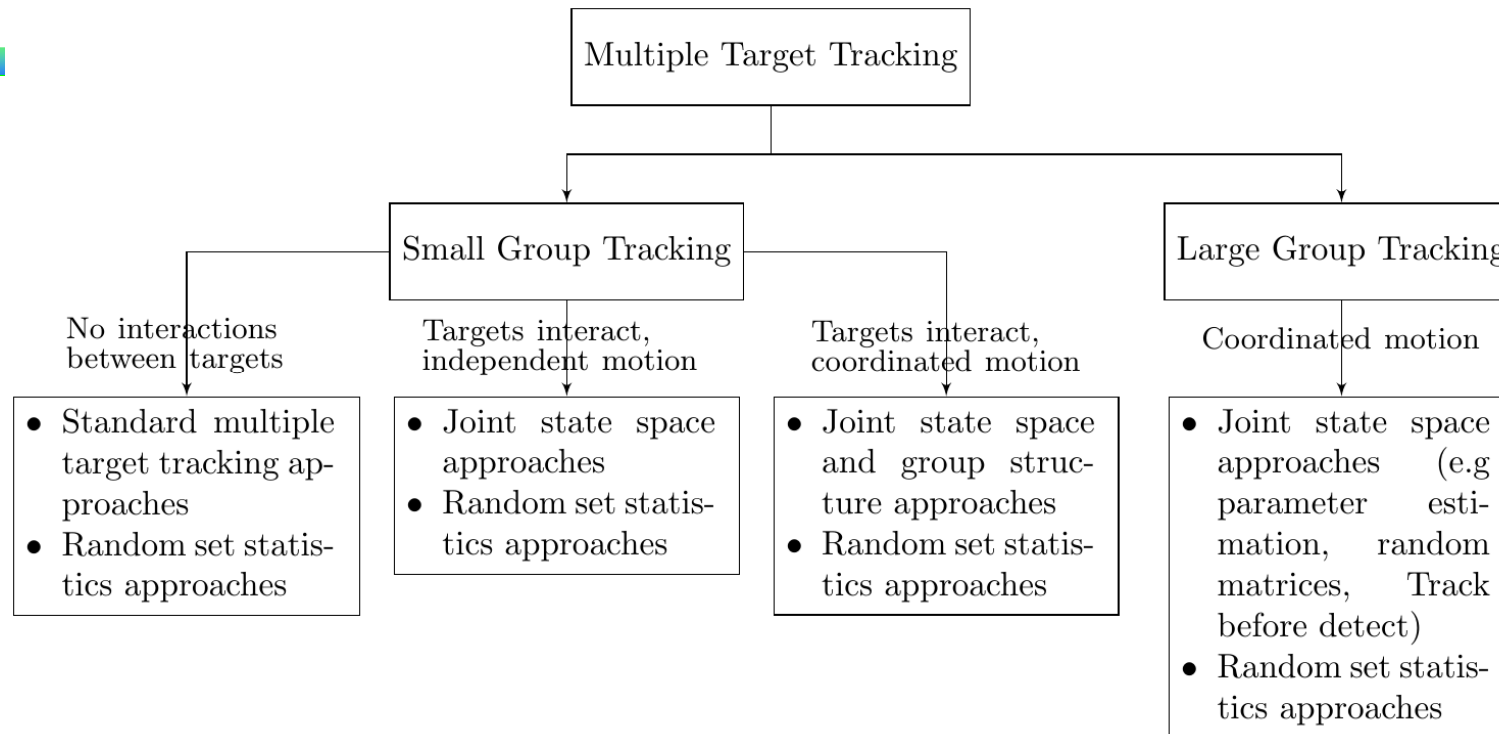 Multiple Target Tracking
Small Group Tracking
Large Group Tracking
No interactions
between targets
Targets interact,
independent motion
Targets interact,
coordinated motion
Coordinated motion
• Standard multiple
target tracking ap-
proaches
• Random set statis-
tics approaches
• Joint state space
approaches
• Random set statis-
tics approaches
• Joint state space
and group struc-
ture approaches
• Random set statis-
tics approaches
• Joint state space
approaches (e.g
parameter esti-
mation, random
matrices, Track
before detect)
• Random set statis-
tics approaches